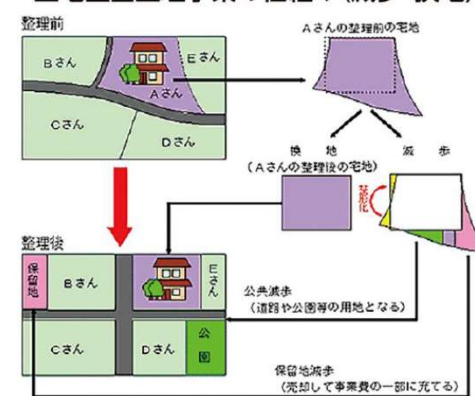 整理前
Bさん
Eさん
Aさん
Cさん
Dさん
Aさんの整理前の宅地
換地
(Aさんの整理後の宅地)
減歩
整形化
整理後
保留地
Bさん
Eさん
Cさん
Dさん
公園
公共減歩
(道路や公園等の用地となる)
保留地減歩
(売却して事業費の一部に充てる)